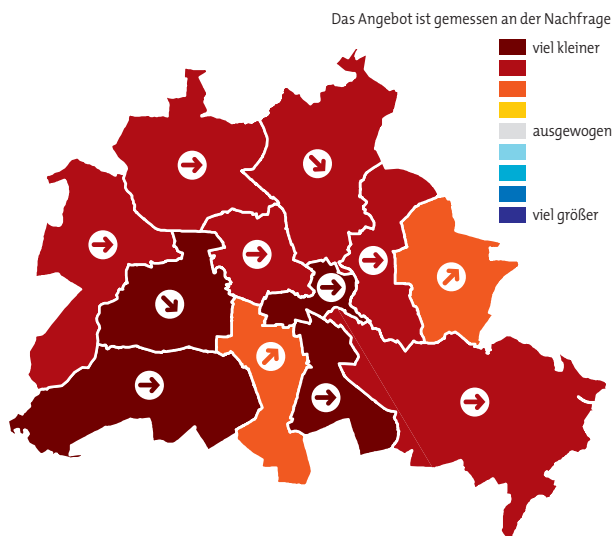 Das Angebot ist gemessen an der Nachfrage
viel kleiner
ausgewogen
viel größer